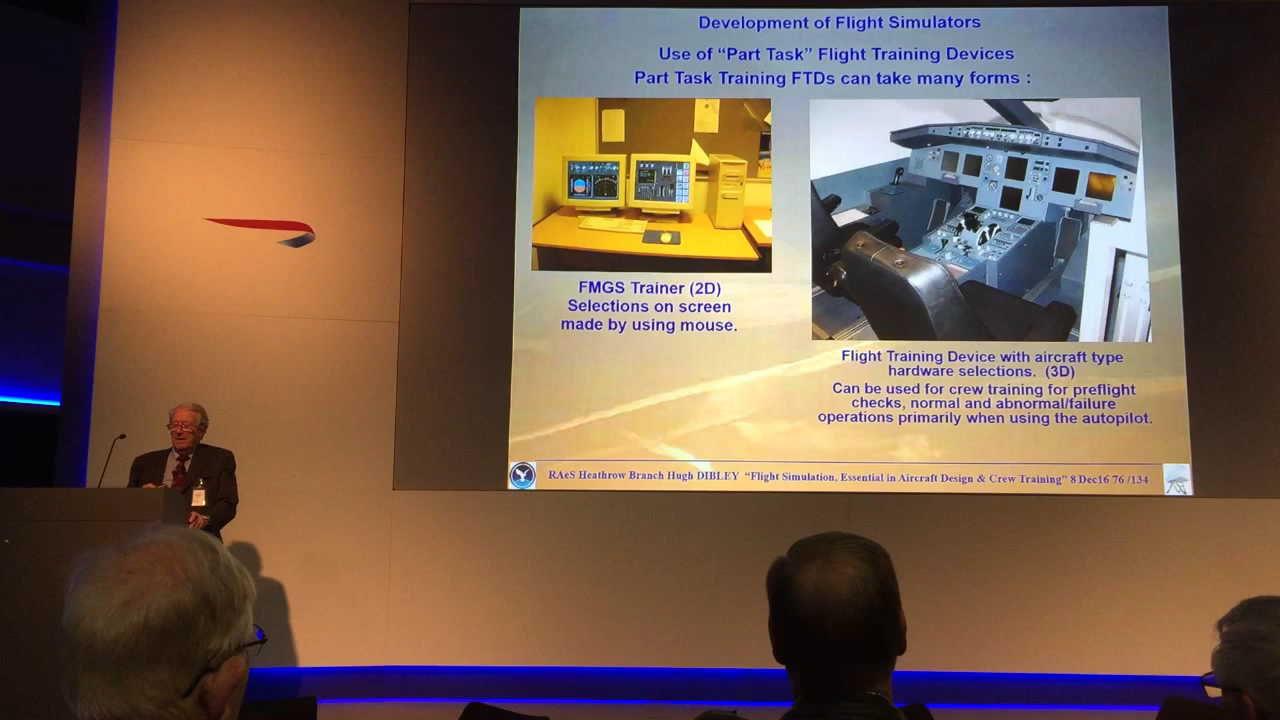 Development of Flight Simulators
Use of “Part Task” Flight Training Devices
Part Task Training FTDs can take many forms :
FMGS Trainer (2D)
Selections on screen
made by using mouse.
Flight Training Device with aircraft type
hardware selections. (3D)
Can be used for crew training for preflight
checks, normal and abnormal/failure
operations primarily when using the autopilot.
RAeS Heathrow Branch Hugh DIBLEY “Flight Simulation, Essential in Aircraft Design & Crew Training” 8 Dec16 76 /134